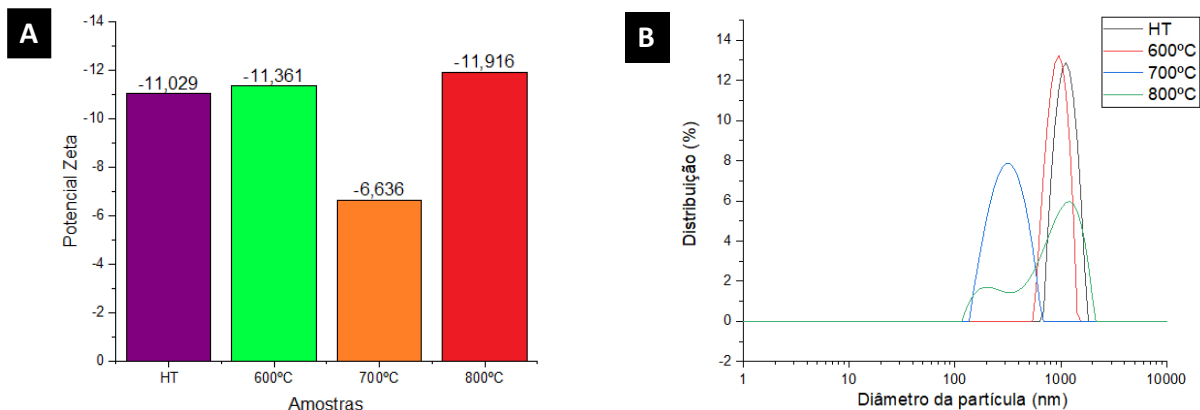 A
-14
-12
-10
-8
-6
-4
-2
0
Potencial Zeta
-11,029
-11,361
-6,636
-11,916
HT
600ºC
700ºC
800ºC
Amostras
B
14
12
10
8
6
4
2
0
-2
Distribuição (%)
HT
600ºC
700ºC
800ºC
1
10
100
1000
10000
Diâmetro da partícula (nm)